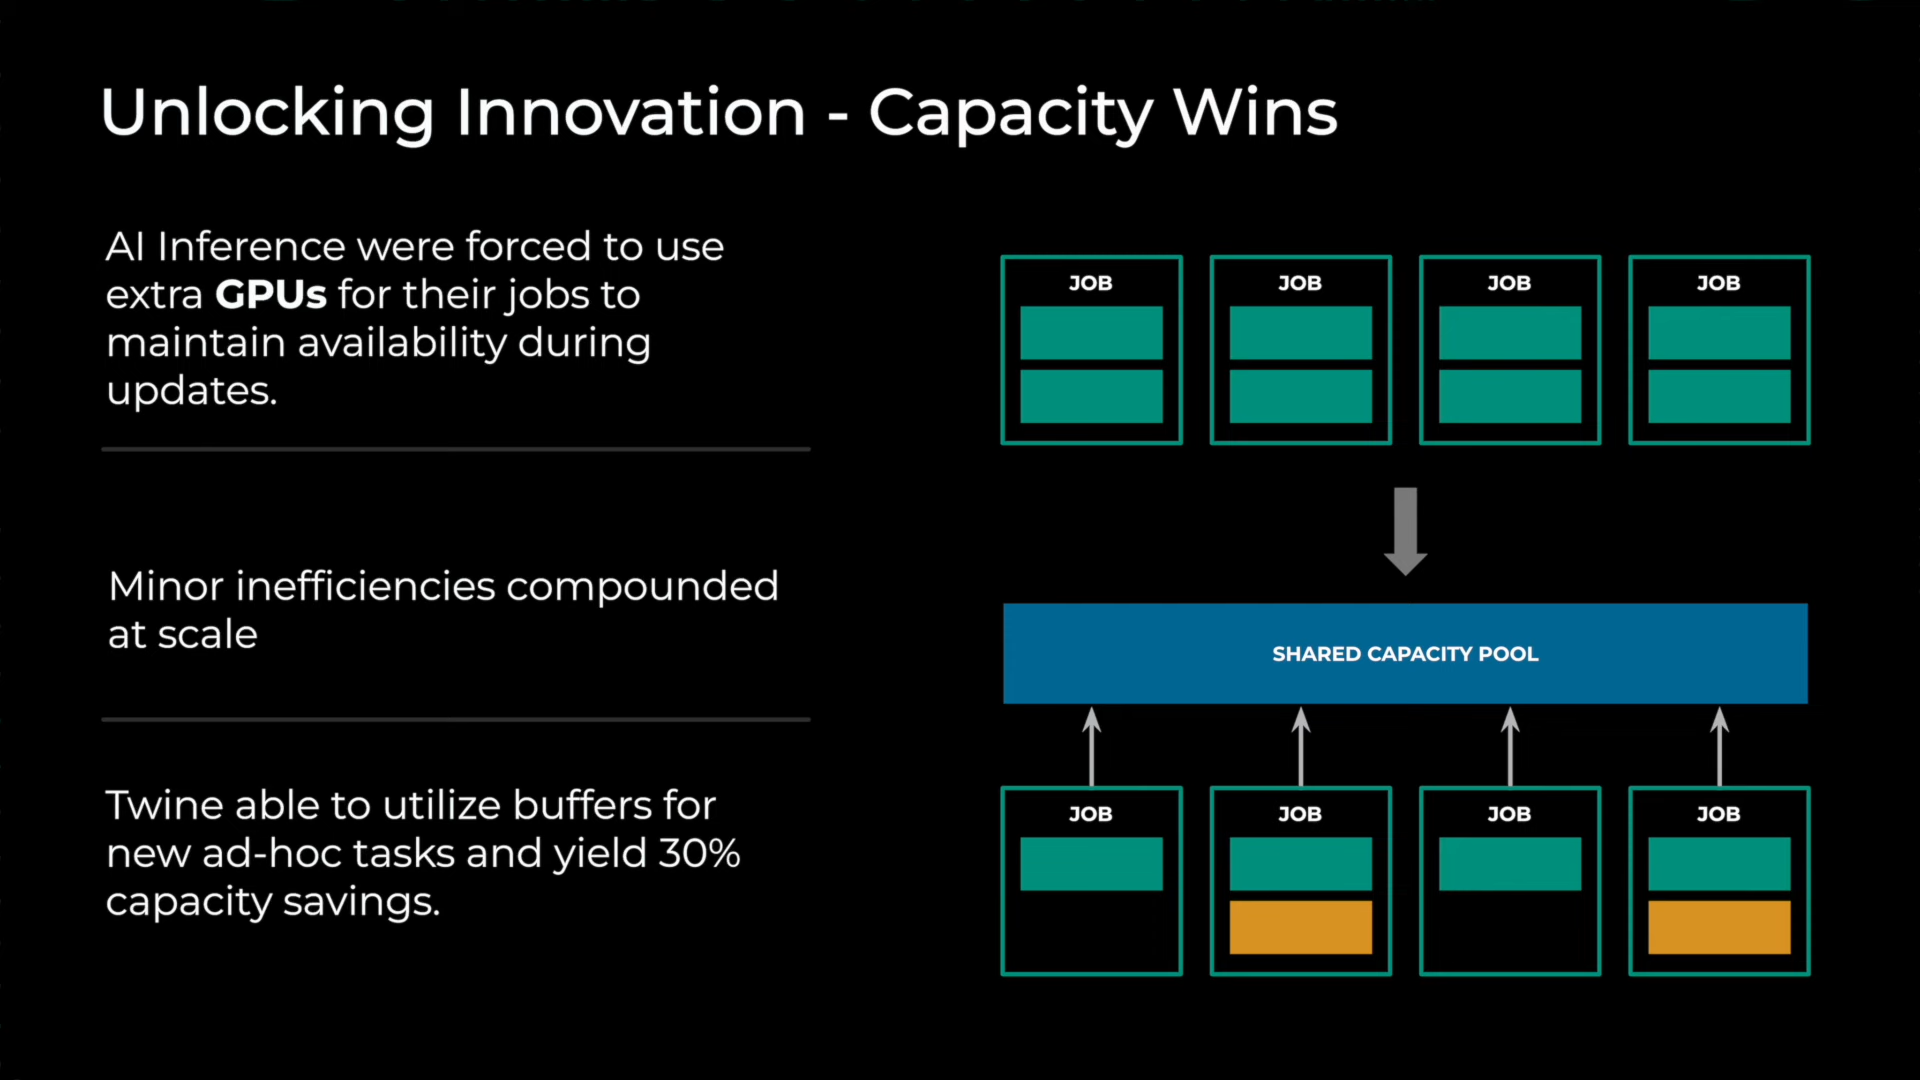 Unlocking Innovation - Capacity Wins
AI Inference were forced to use
extra GPUs for their jobs to
maintain availability during
updates.
Minor inefficiencies compounded
at scale
Twine able to utilize buffers for
new ad-hoc tasks and yield 30%
capacity savings.
JOB JOB JOB JOB
SHARED CAPACITY POOL
JOB JOB JOB JOB